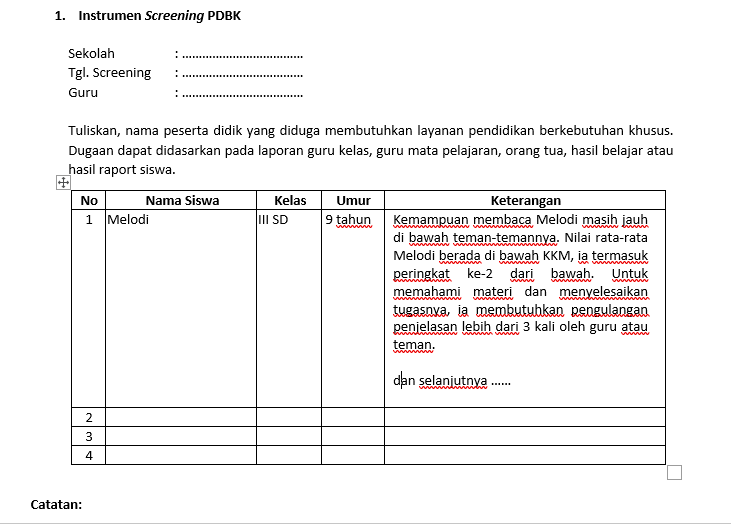 1. Instrumen Screening PDBK
Sekolah : ....................................
Tgl. Screening : ....................................
Guru : ....................................
Tuliskan, nama peserta didik yang diduga membutuhkan layanan pendidikan berkebutuhan khusus.
Dugaan dapat didasarkan pada laporan guru kelas, guru mata pelajaran, orang tua, hasil belajar atau
hasil raport siswa.
No Nama Siswa Kelas Umur Keterangan
1 Melodi III SD 9 tahun Kemampuan membaca Melodi masih jauh
di bawah teman-temannya. Nilai rata-rata
Melodi berada di bawah KKM, ia termasuk
peringkat ke-2 dari bawah. Untuk
memahami materi dan menyelesaikan
tugasnya, ia membutuhkan pengulangan
penjelasan lebih dari 3 kali oleh guru atau
teman.
dan selanjutnya ......
2
3
4
Catatan: